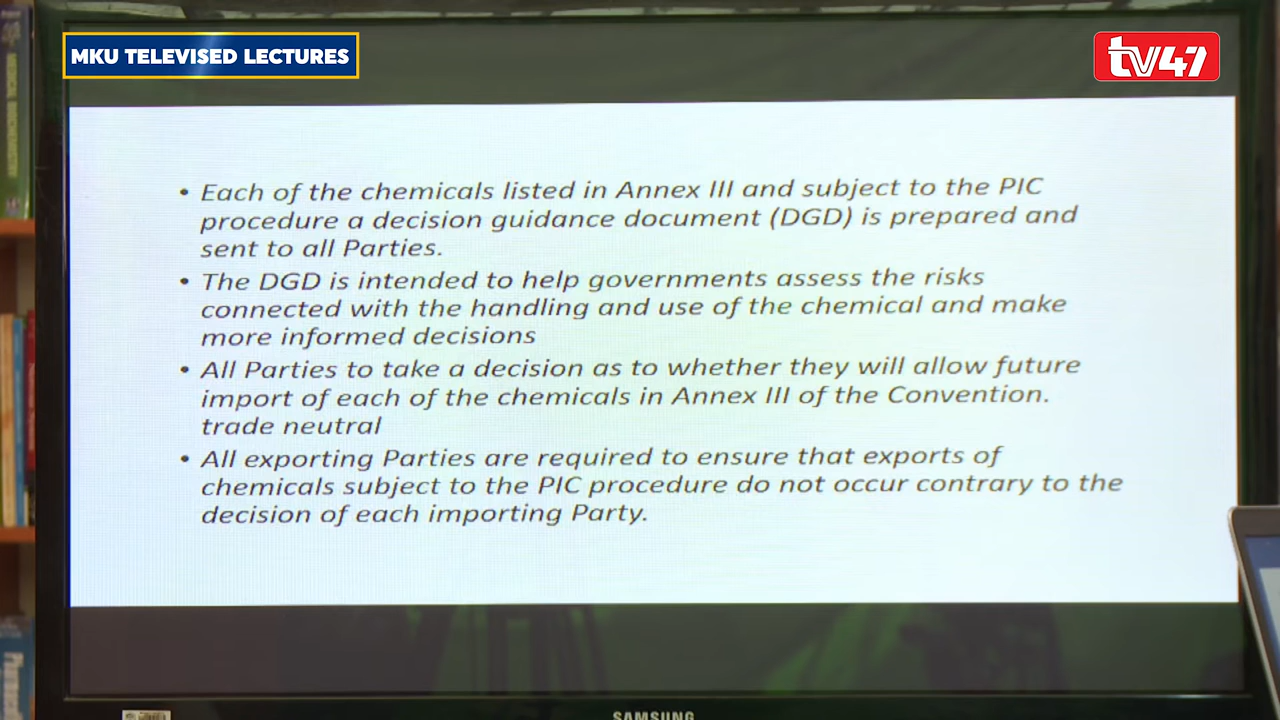 MKU TELEVISED LECTURES
tv47
• Each of the chemicals listed in Annex III and subject to the PIC
procedure a decision guidance document (DGD) is prepared and
sent to all Parties.
• The DGD is intended to help governments assess the risks
connected with the handling and use of the chemical and make
more informed decisions
• All Parties to take a decision as to whether they will allow future
import of each of the chemicals in Annex III of the Convention.
trade neutral
• All exporting Parties are required to ensure that exports of
chemicals subject to the PIC procedure do not occur contrary to the
decision of each importing Party.
SAMSUNG